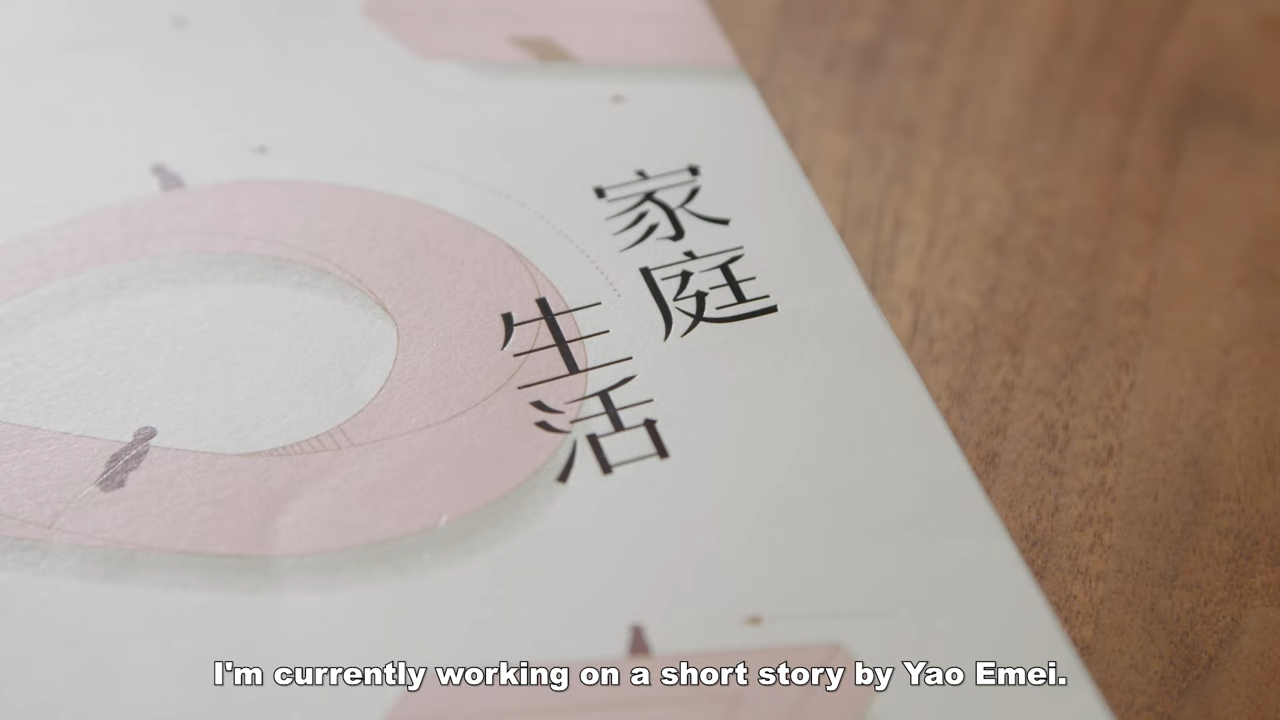 家庭
生活
I'm currently working on a short story by Yao Emei.